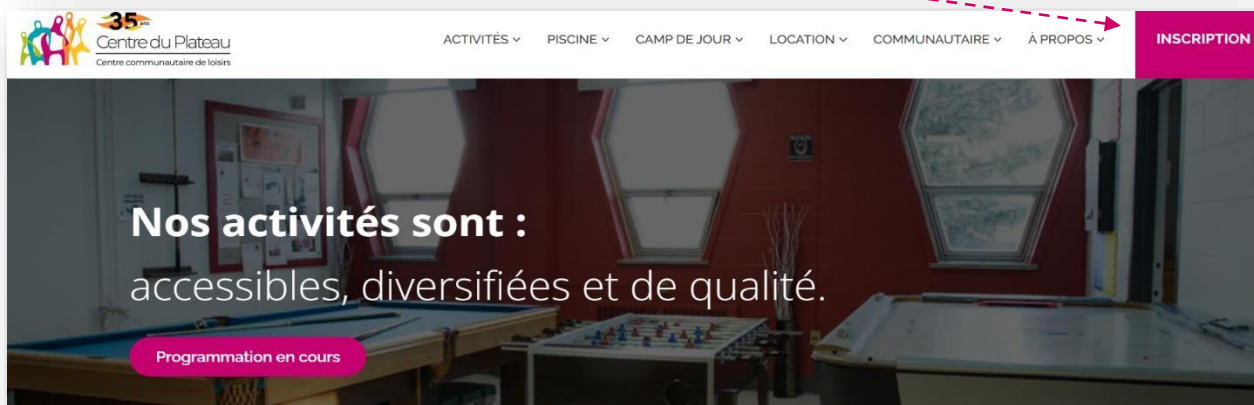 35 ans
Centre du Plateau
Centre communautaire de loisirs
ACTIVITÉS
PISCINE
CAMP DE JOUR
LOCATION
COMMUNAUTAIRE
À PROPOS
INSCRIPTION
Nos activités sont :
accessibles, diversifiées et de qualité.
Programmation en cours